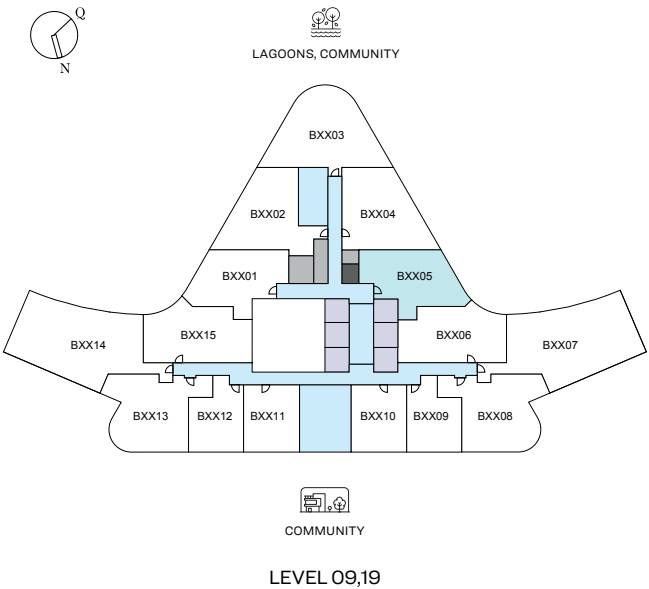 Q
N
LAGOONS, COMMUNITY
BXX03
BXX02
BXX04
BXX01
BXX05
BXX14
BXX15
BXX06
BXX07
BXX13
BXX12
BXX11
BXX10
BXX09
BXX08
COMMUNITY
LEVEL 09,19